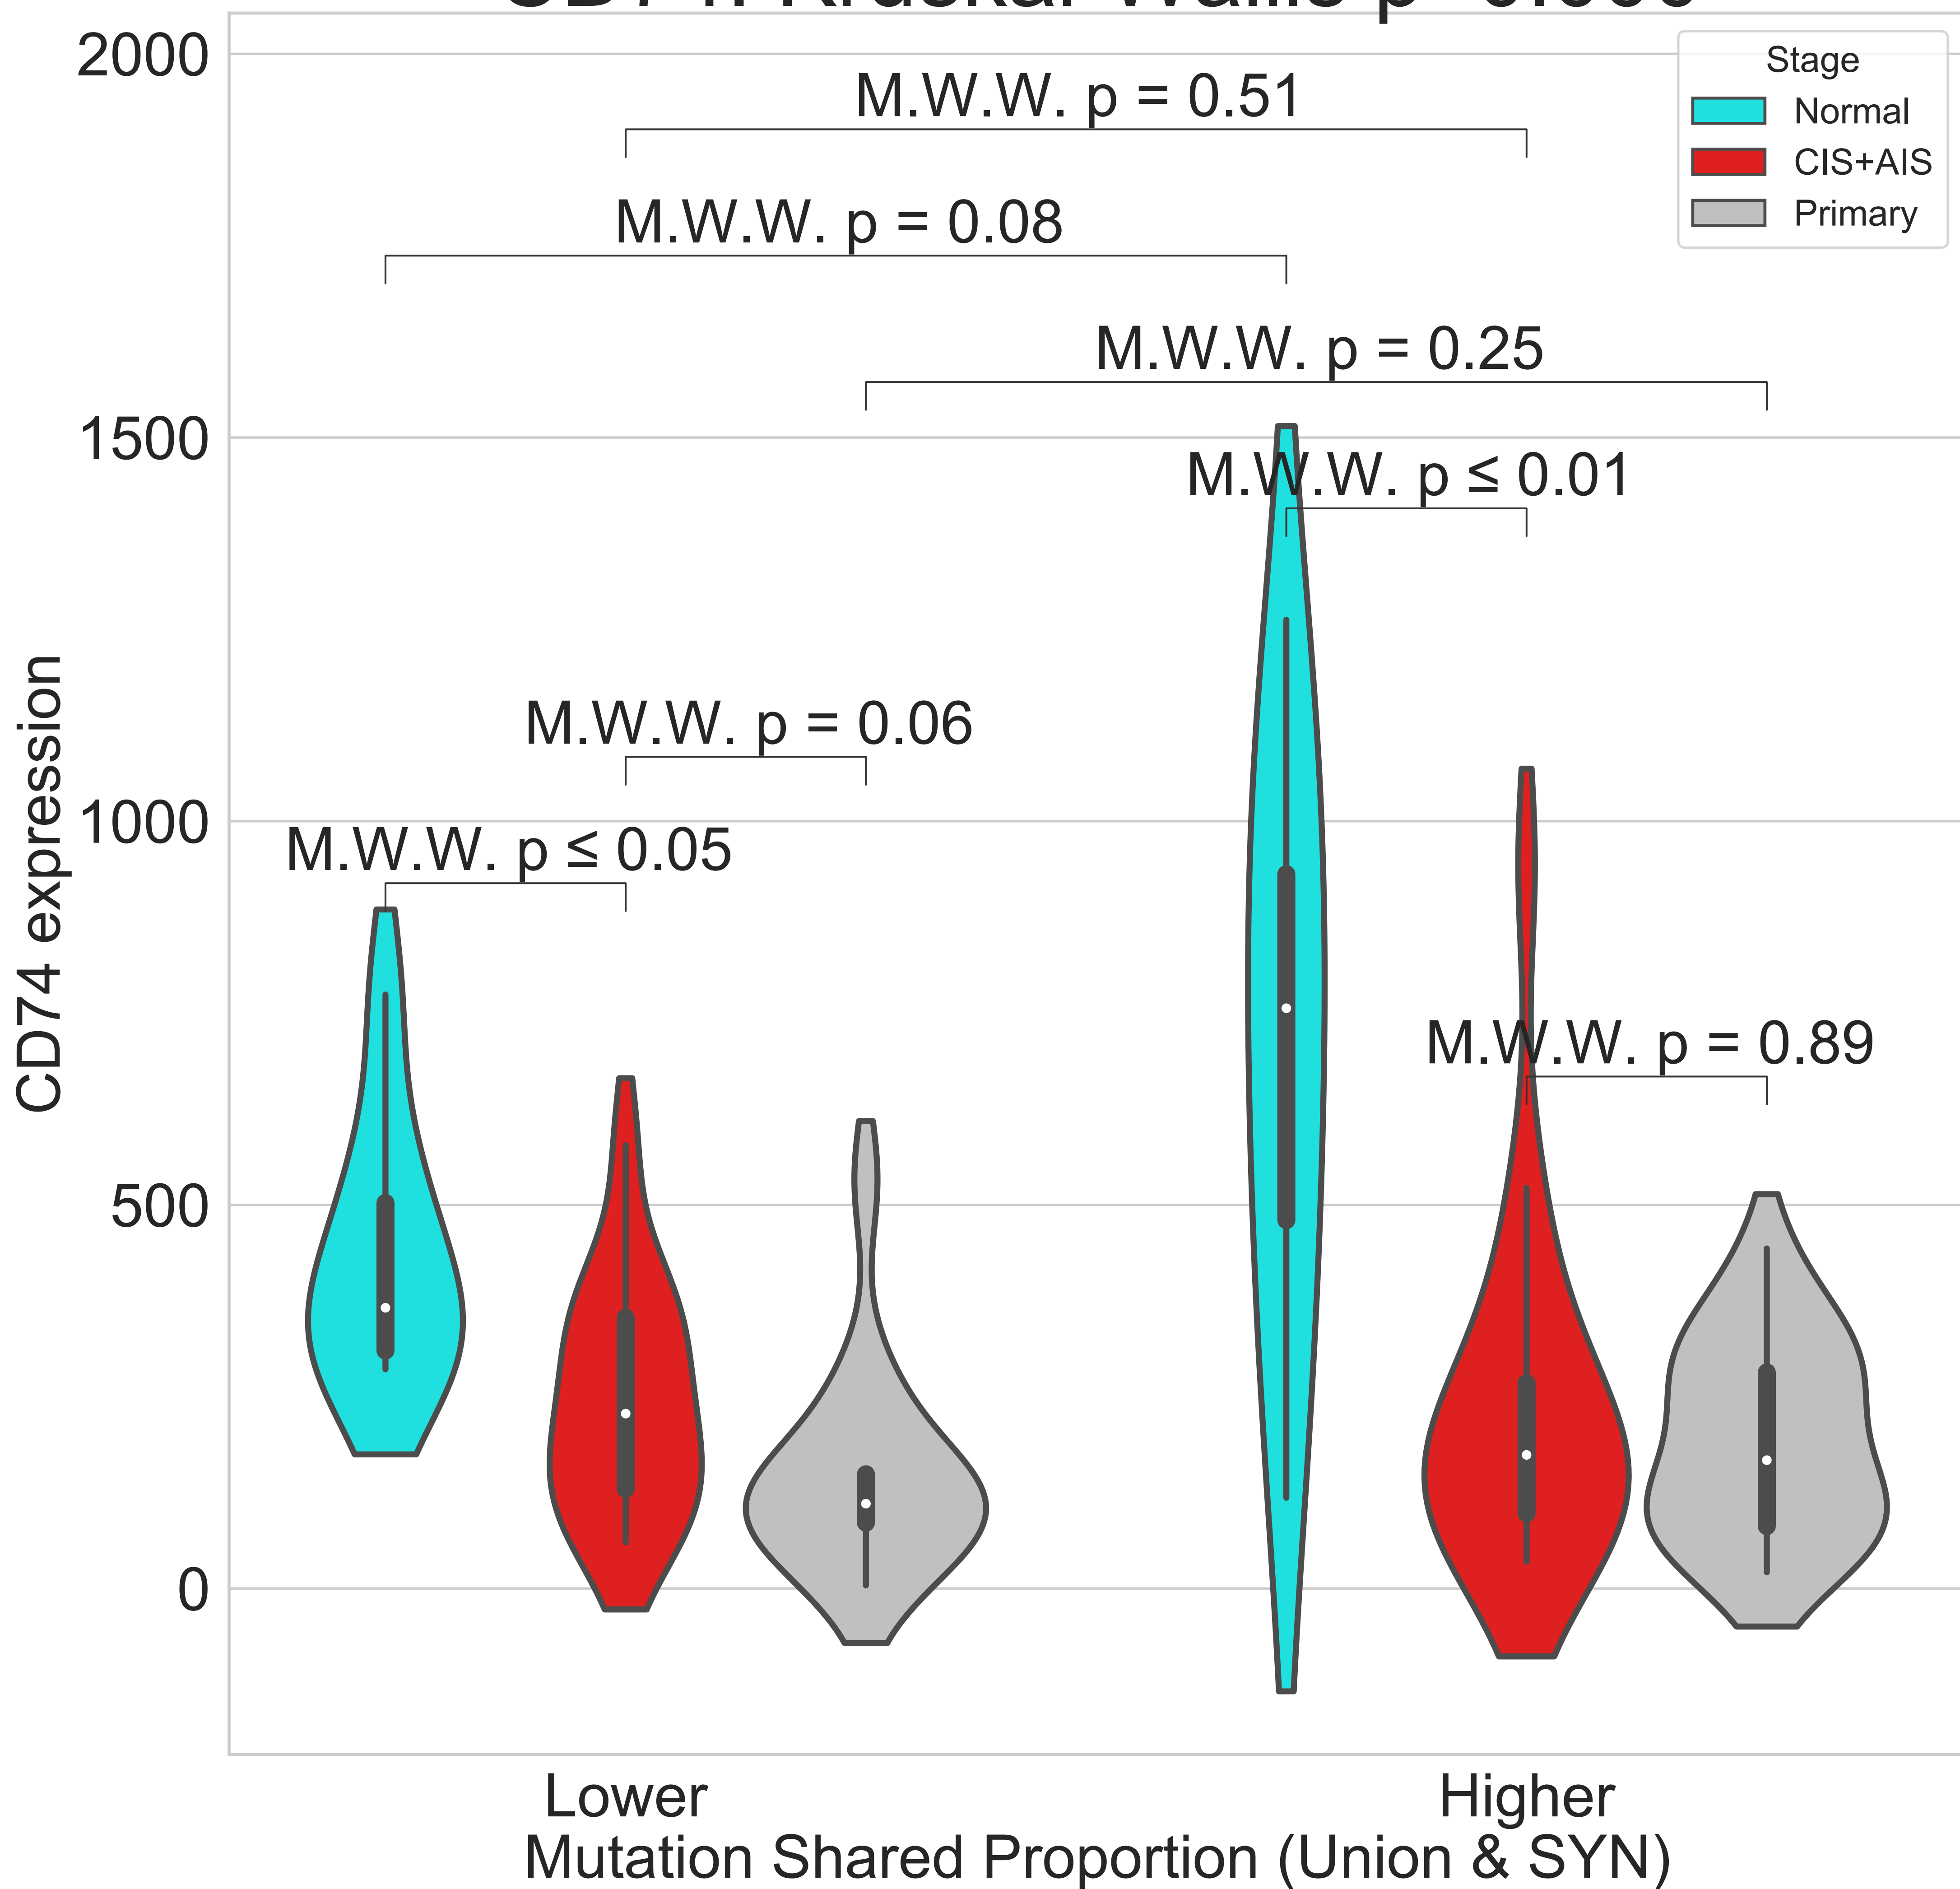 2000
1500
1000
500
0
CD74 expression
Stage
Normal
CIS+AIS
Primary
M.W.W. p = 0.51
M.W.W. p = 0.08
M.W.W. p = 0.25
M.W.W. p ≤ 0.01
M.W.W. p = 0.06
M.W.W. p ≤ 0.05
M.W.W. p = 0.89
Lower
Higher
Mutation Shared Proportion (Union & SYN)